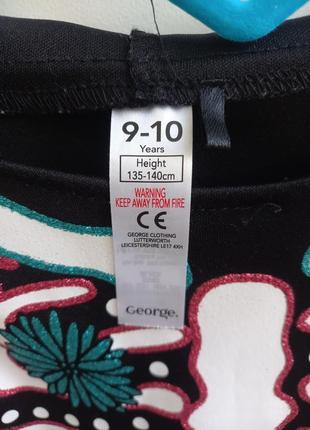 9-10
Years
Height
135-140cm
WARNING
KEEP AWAY FROM FIRE
CE
GEORGE CLOTHING
LUTTERWORTH
LEICESTERSHIRE LE17 4XH
George.